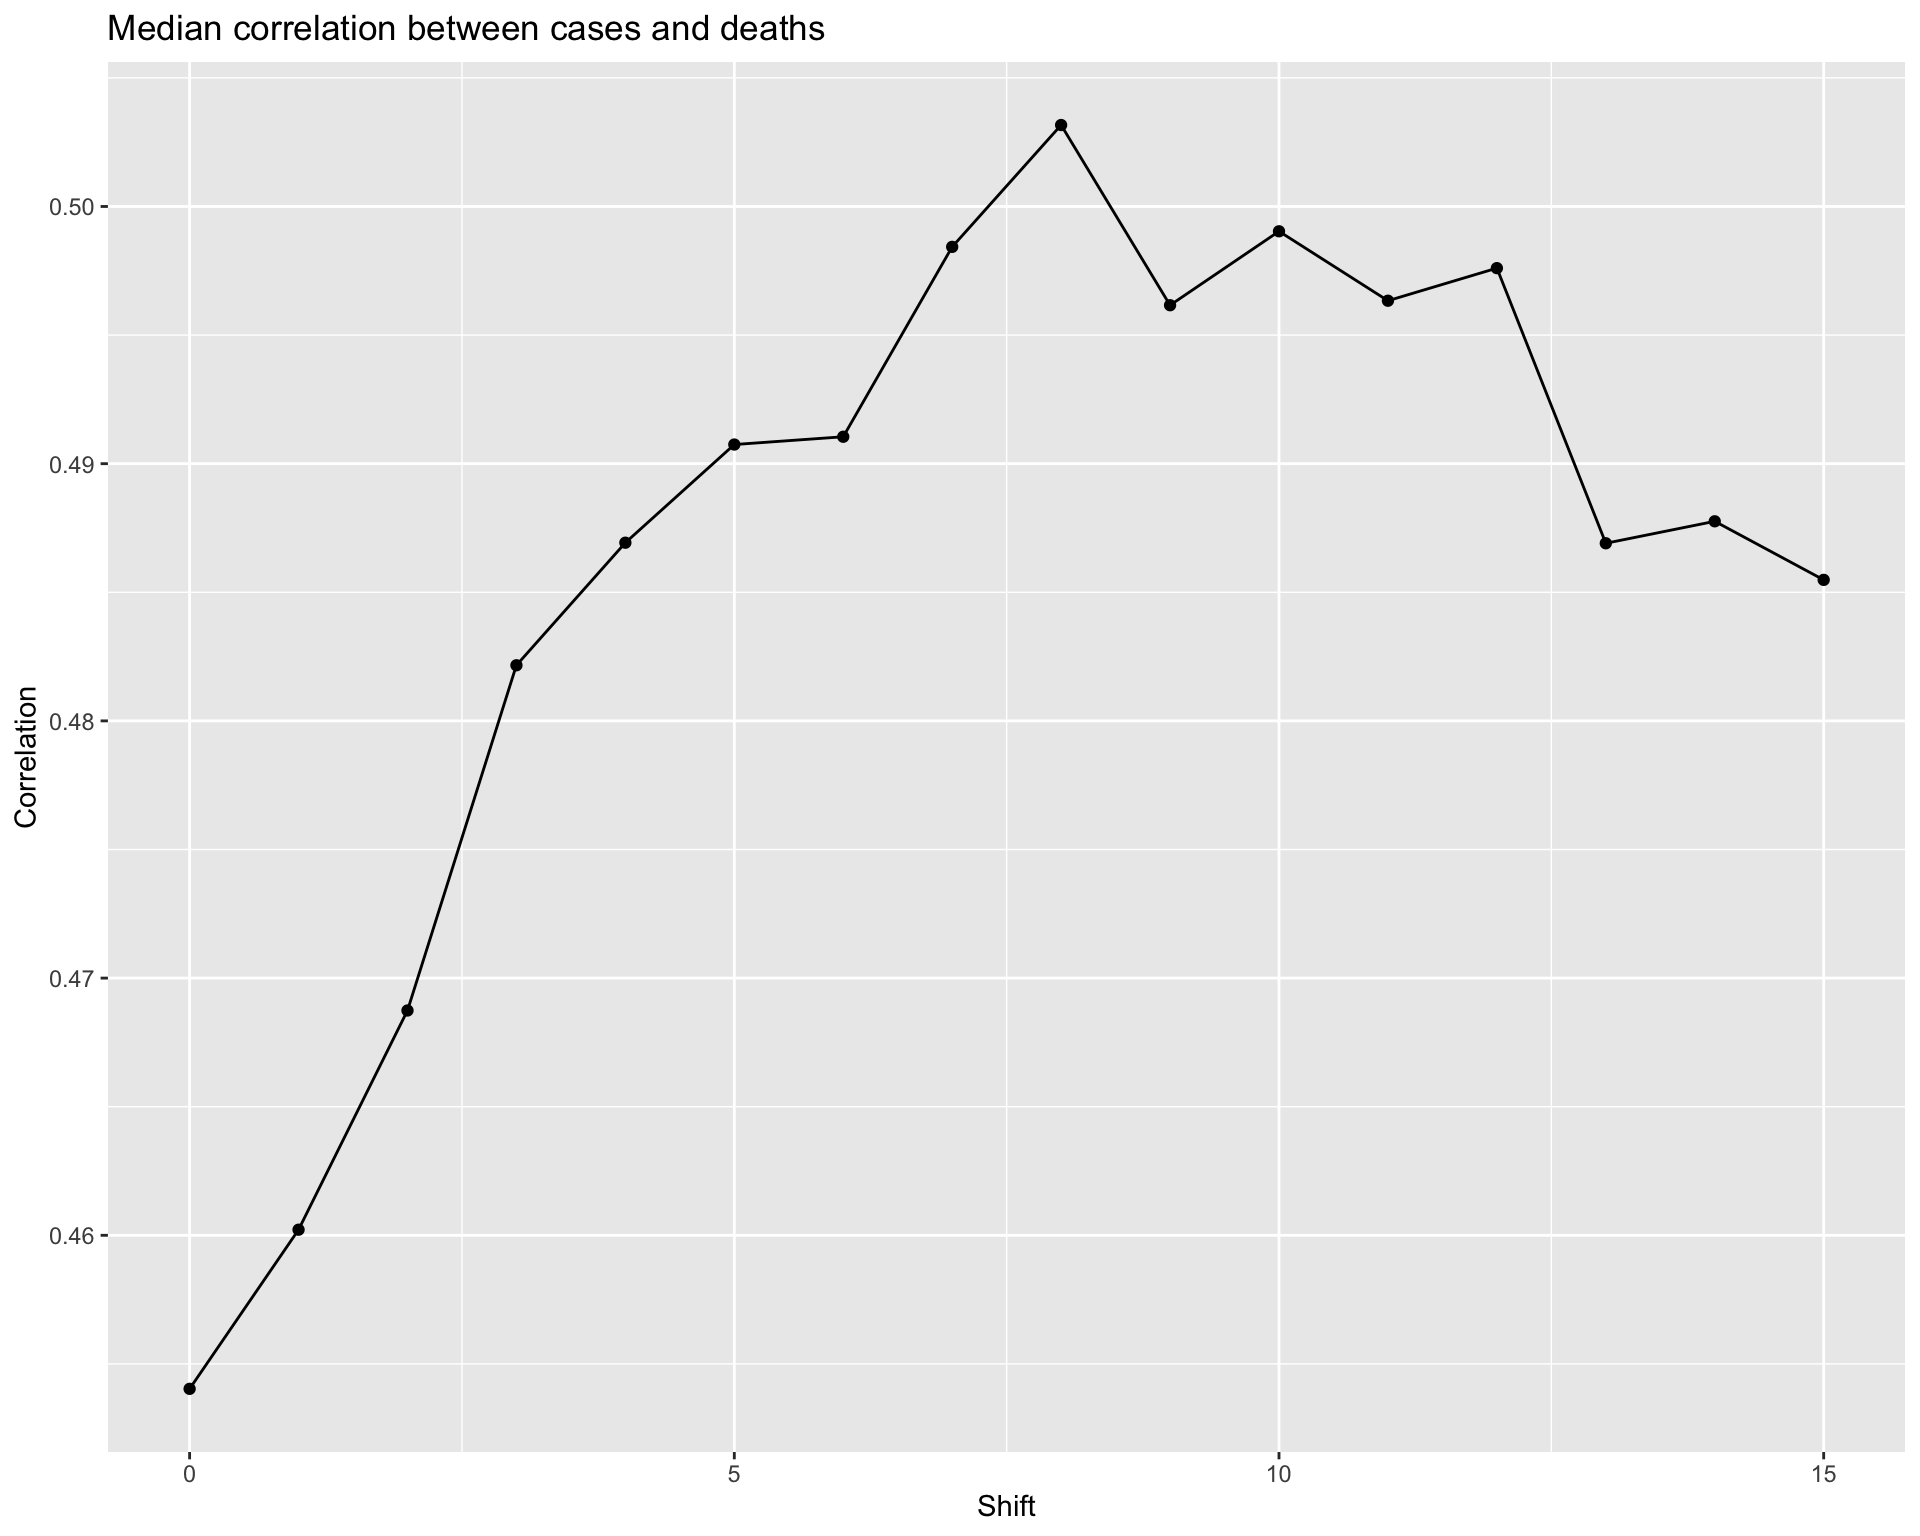 Median correlation between cases and deaths
0.50
0.49
0.48
0.47
0.46
Correlation
0 5 10 15
Shift